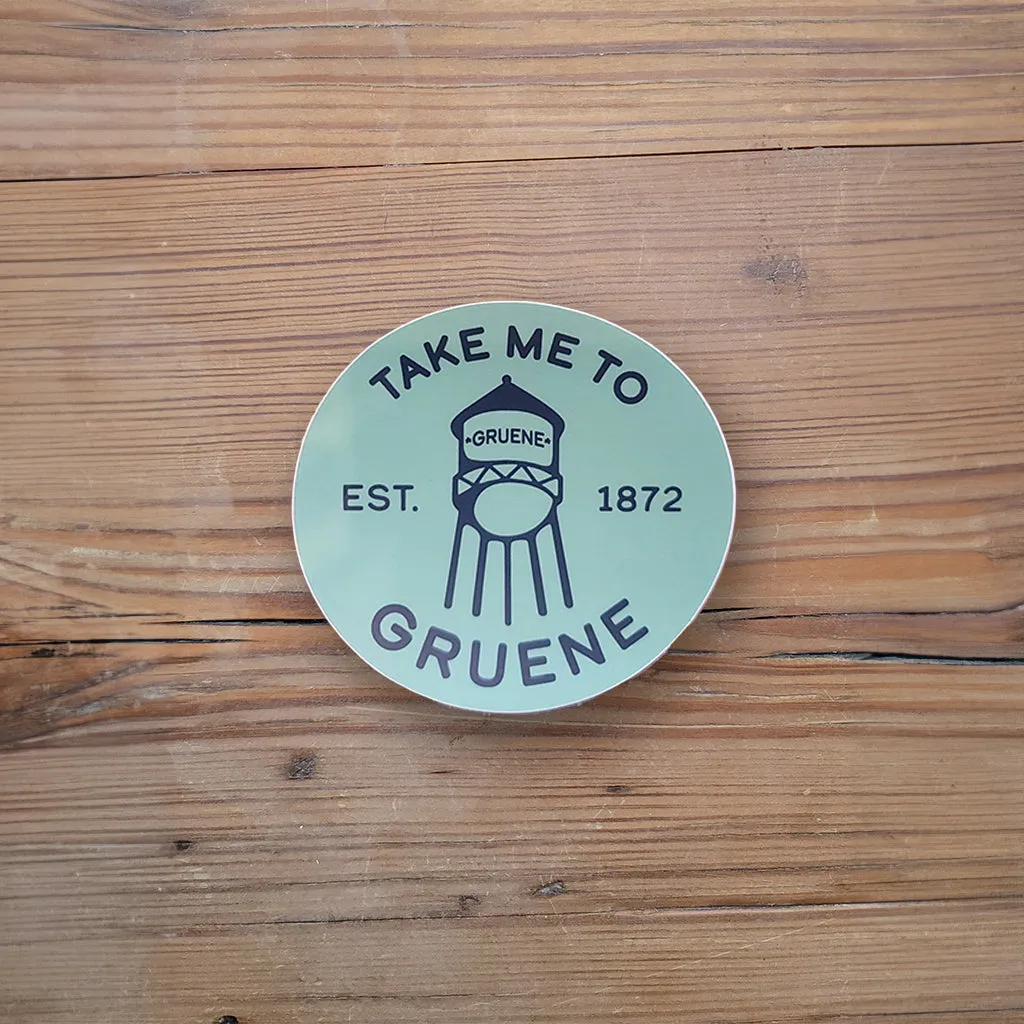 TAKE ME TO
*GRUENE*
EST. 1872
GRUENE